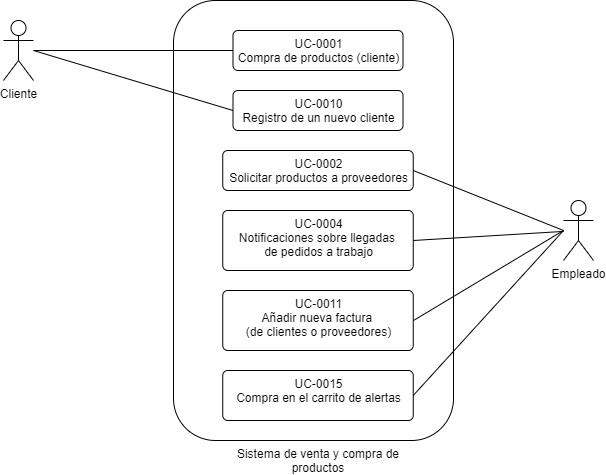 UC-0001
Compra de productos (cliente)
Cliente
UC-0010
Registro de un nuevo cliente
UC-0002
Solicitar productos a proveedores
UC-0004
Notificaciones sobre llegadas
de pedidos a trabajo
Empleado
UC-0011
Añadir nueva factura
(de clientes o proveedores)
UC-0015
Compra en el carrito de alertas
Sistema de venta y compra de
productos